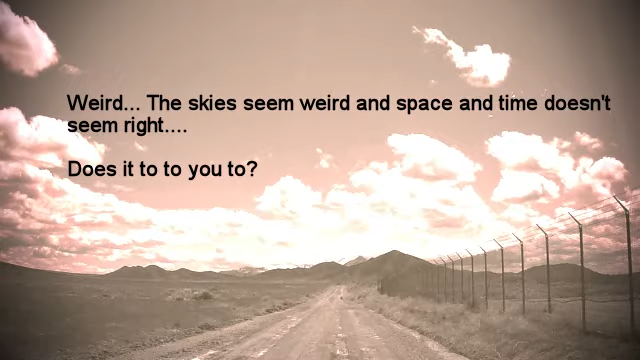 Weird... The skies seem weird and space and time doesn't
seem right....
Does it to to you to?